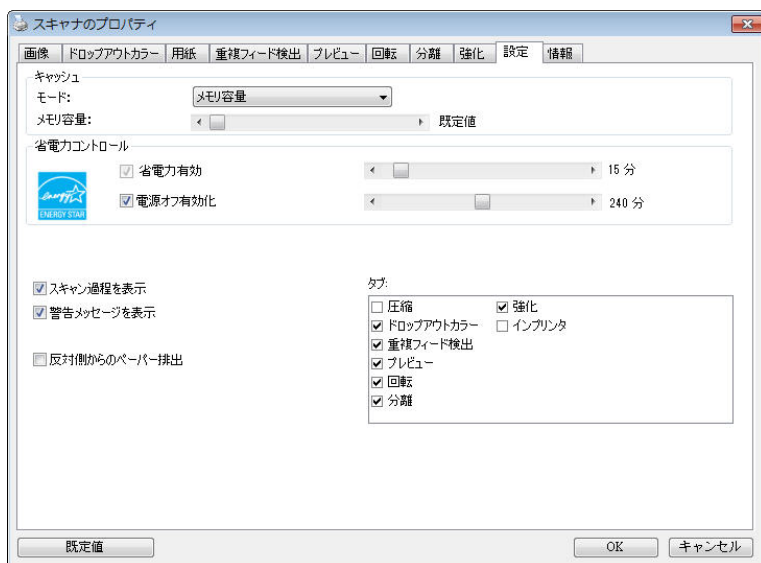 スキャナのプロパティ
画像 ドロップアウトカラー 用紙 重複フィード検出 プレビュー 回転 分離 強化 設定 情報
キャッシュ
モード: メモリ容量
メモリ容量: 既定値
省電力コントロール
省電力有効 15 分
電源オフ有効化 240 分
energy
ENERGY STAR
スキャン過程を表示
警告メッセージを表示
反対側からのペーパー排出
タブ:
圧縮 強化
ドロップアウトカラー インプリンタ
重複フィード検出
プレビュー
回転
分離
既定値 OK キャンセル